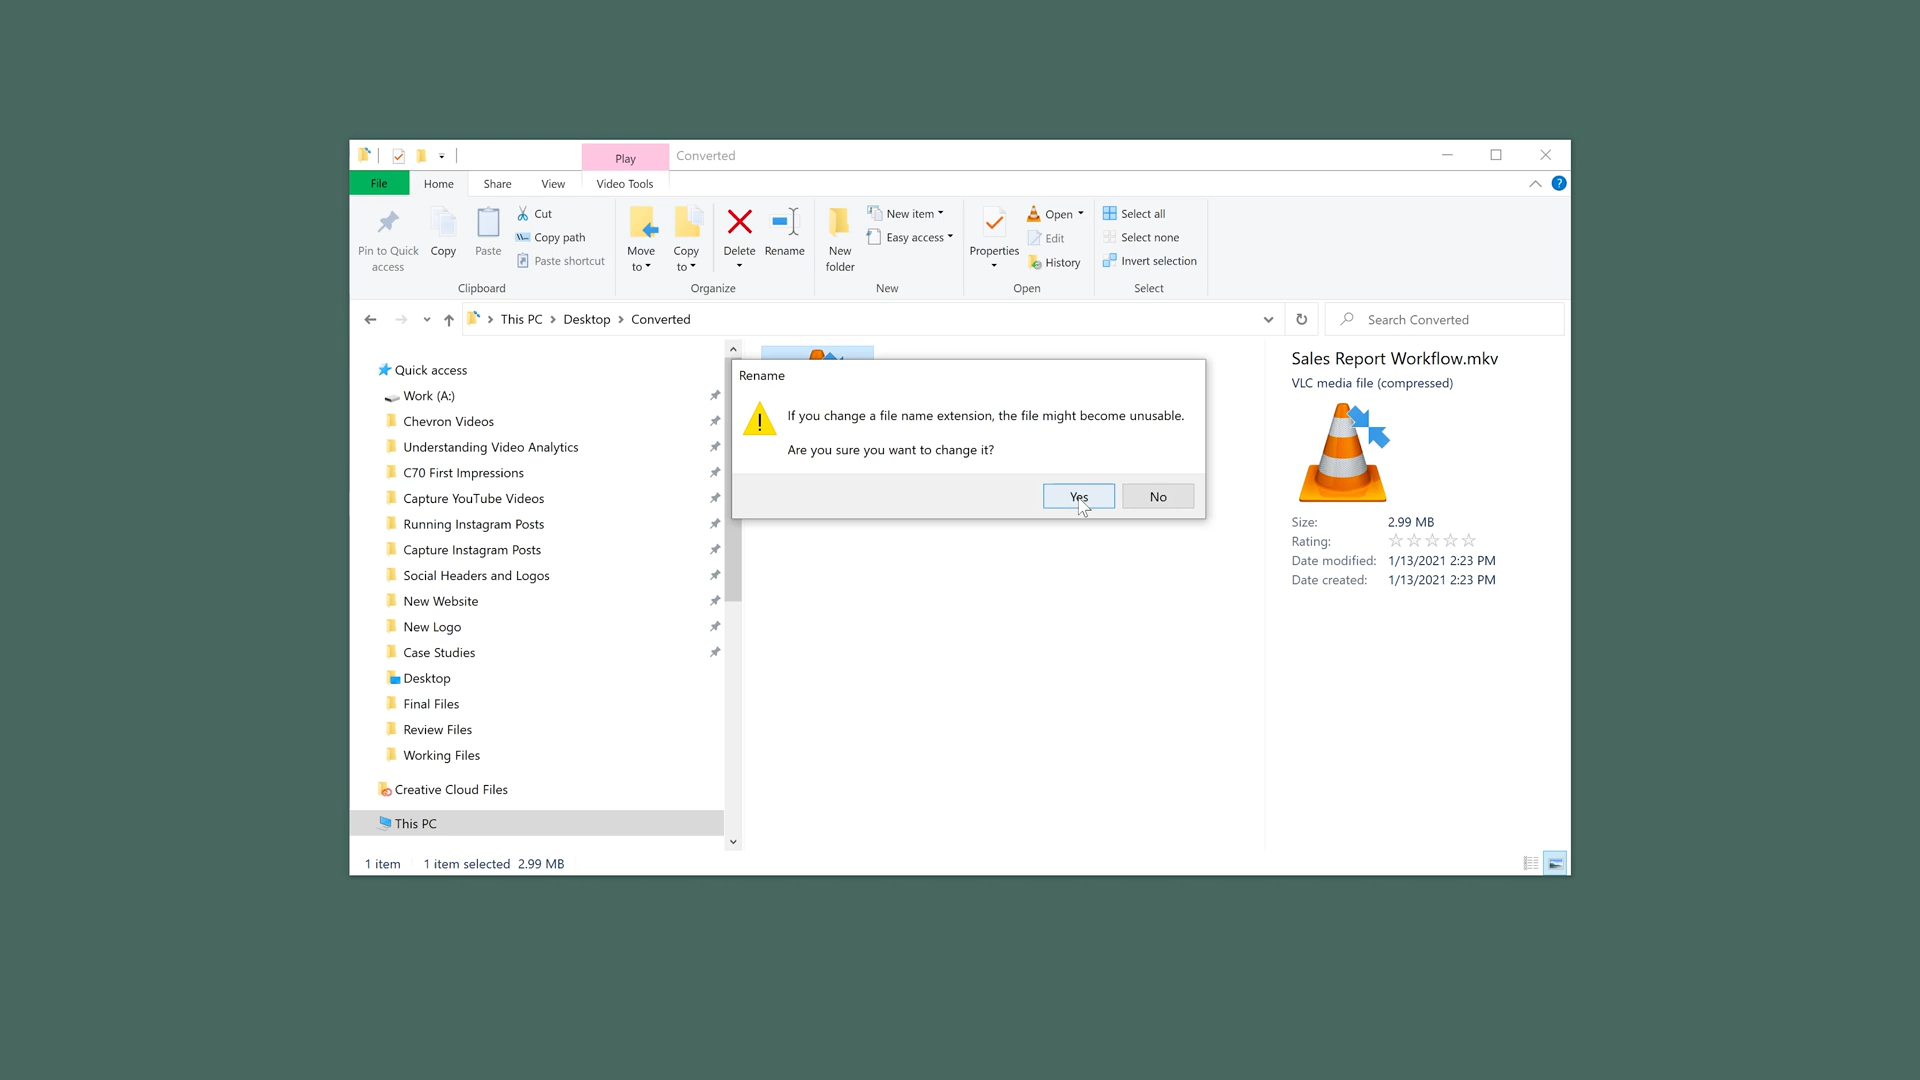 Play
Converted
File
Home
Share
View
Video Tools
?
Pin to Quick
access
Copy
Paste
Cut
Copy path
Paste shortcut
Clipboard
Move
to
Copy
to
Delete
Rename
Organize
New
folder
New item
Easy access
New
Properties
Open
Edit
History
Open
Select all
Select none
Invert selection
Select
This PC > Desktop > Converted
Search Converted
Quick access
Work (A:)
Chevron Videos
Understanding Video Analytics
C70 First Impressions
Capture YouTube Videos
Running Instagram Posts
Capture Instagram Posts
Social Headers and Logos
New Website
New Logo
Case Studies
Desktop
Final Files
Review Files
Working Files
Creative Cloud Files
This PC
Rename
If you change a file name extension, the file might become unusable.
Are you sure you want to change it?
Yes
No
Sales Report Workflow.mkv
VLC media file (compressed)
Size: 2.99 MB
Rating:
Date modified: 1/13/2021 2:23 PM
Date created: 1/13/2021 2:23 PM
1 item
1 item selected 2.99 MB